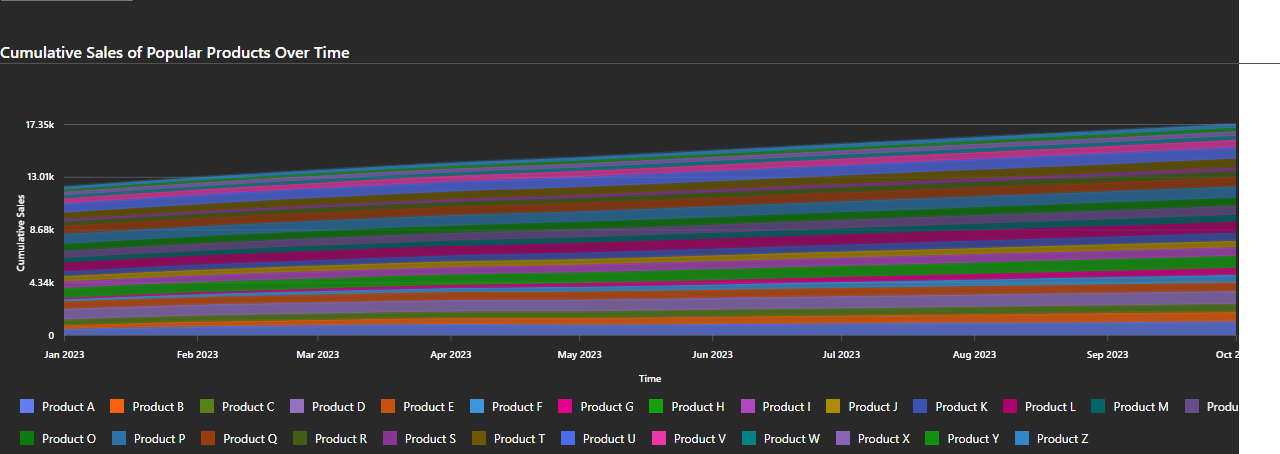 Cumulative Sales of Popular Products Over Time
17.35k
13.01k
8.68k
4.34k
0
Cumulative Sales
Jan 2023 Feb 2023 Mar 2023 Apr 2023 May 2023 Jun 2023 Jul 2023 Aug 2023 Sep 2023 Oct 2
Time
Product A Product B Product C Product D Product E Product F Product G Product H Product I Product J Product K Product L Product M Produ
Product O Product P Product Q Product R Product S Product T Product U Product V Product W Product X Product Y Product Z